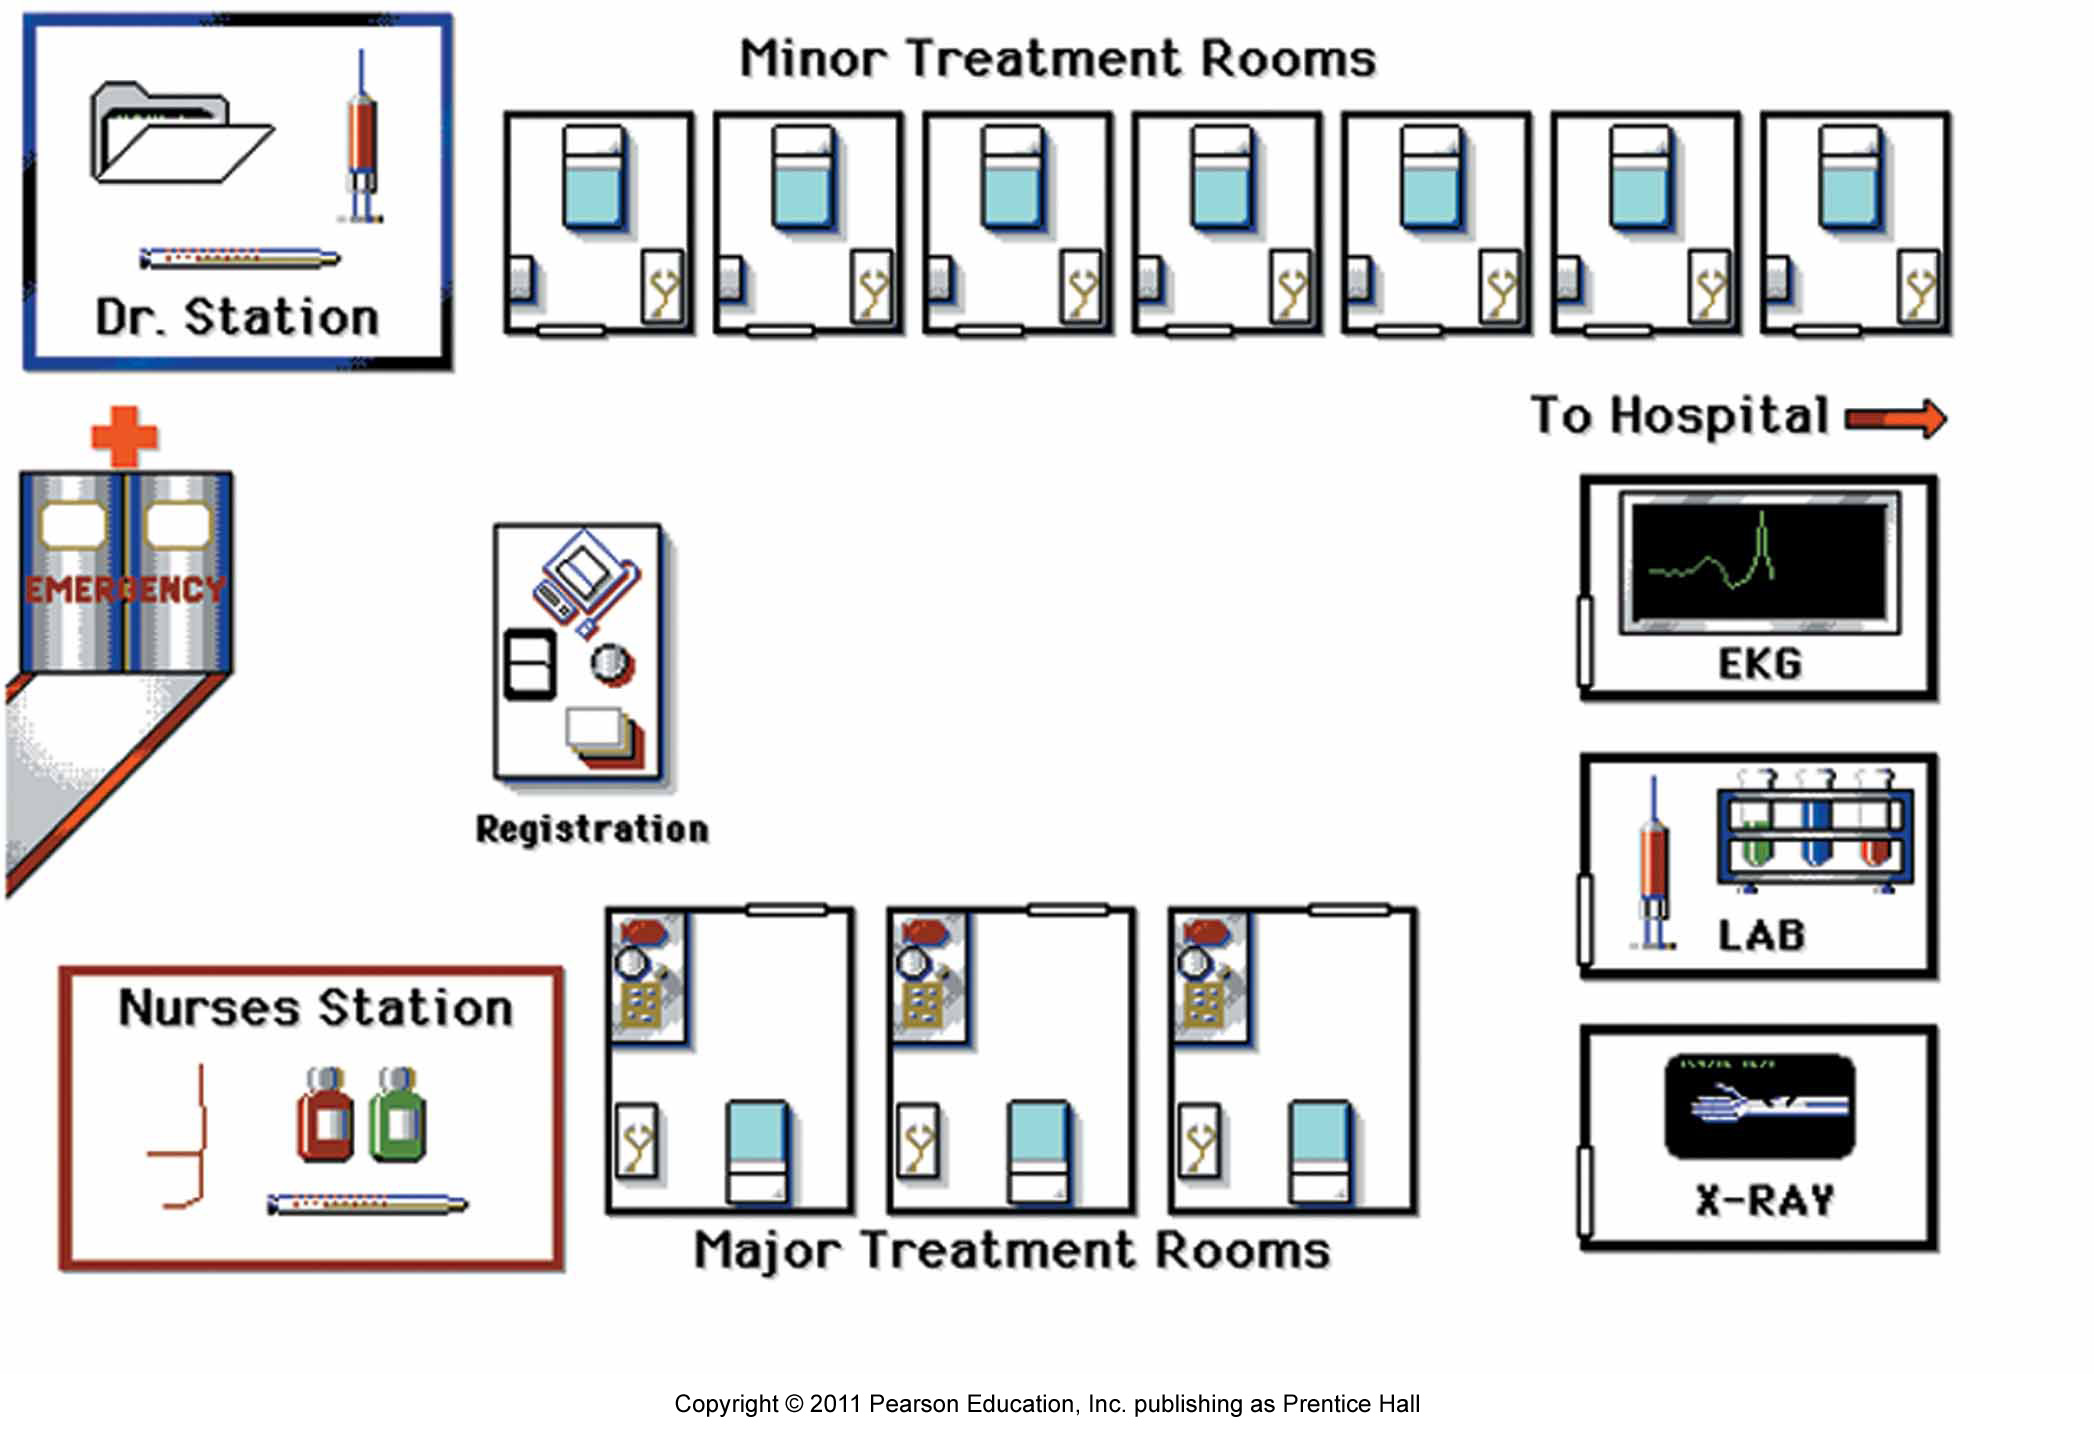 Minor Treatment Rooms
Dr. Station
To Hospital
EMERGENCY
EKG
Registration
LAB
Nurses Station
X-RAY
Major Treatment Rooms
Copyright © 2011 Pearson Education, Inc. publishing as Prentice Hall